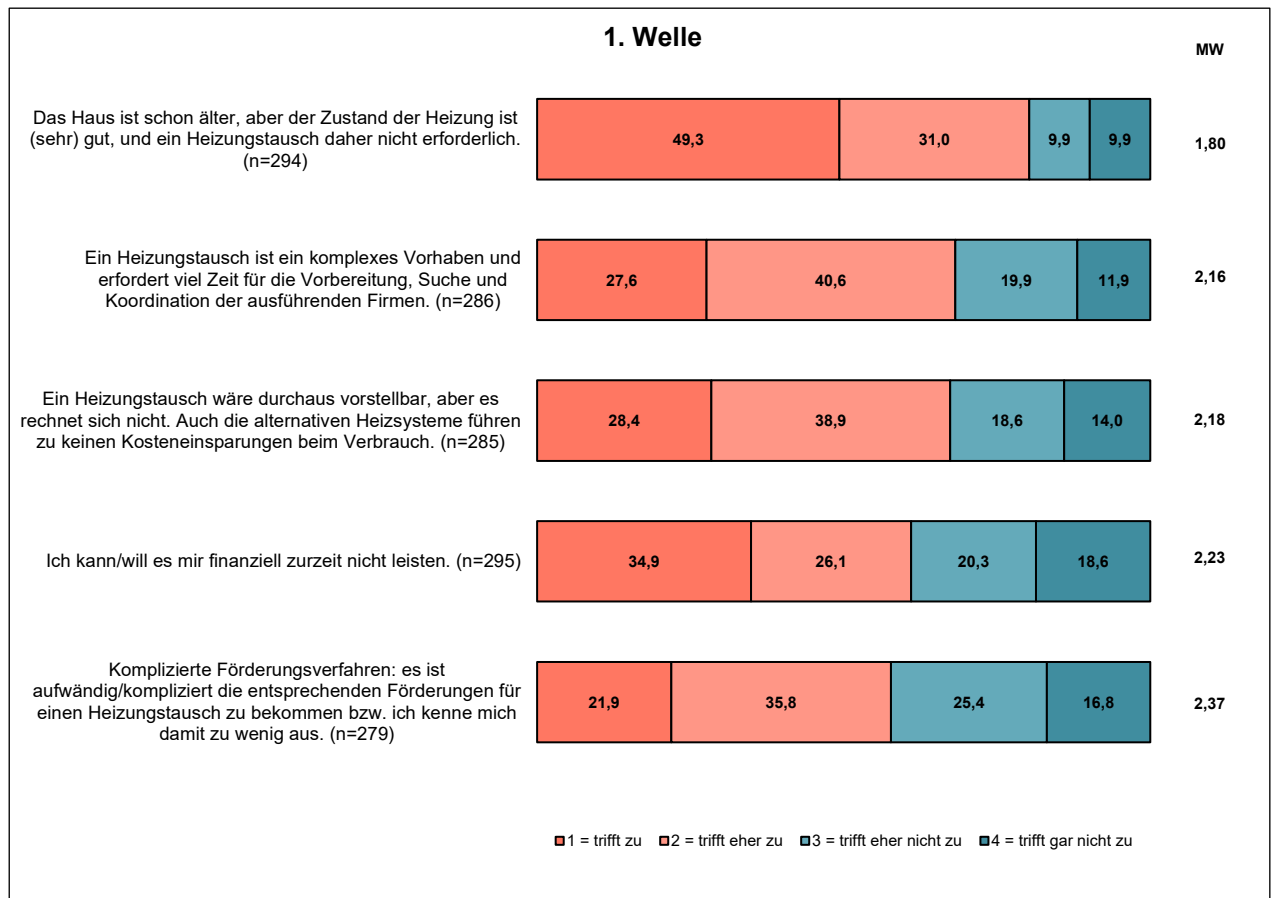 1. Welle
MW
Das Haus ist schon älter, aber der Zustand der Heizung ist
(sehr) gut, und ein Heizungstausch daher nicht erforderlich.
(n=294)
49,3 31,0 9,9 9,9 1,80
Ein Heizungstausch ist ein komplexes Vorhaben und
erfordert viel Zeit für die Vorbereitung, Suche und
Koordination der ausführenden Firmen. (n=286)
27,6 40,6 19,9 11,9 2,16
Ein Heizungstausch wäre durchaus vorstellbar, aber es
rechnet sich nicht. Auch die alternativen Heizsysteme führen
zu keinen Kosteneinsparungen beim Verbrauch. (n=285)
28,4 38,9 18,6 14,0 2,18
Ich kann/will es mir finanziell zurzeit nicht leisten. (n=295)
34,9 26,1 20,3 18,6 2,23
Komplizierte Förderungsverfahren: es ist
aufwändig/kompliziert die entsprechenden Förderungen für
einen Heizungstausch zu bekommen bzw. ich kenne mich
damit zu wenig aus. (n=279)
21,9 35,8 25,4 16,8 2,37
1 = trifft zu 2 = trifft eher zu 3 = trifft eher nicht zu 4 = trifft gar nicht zu